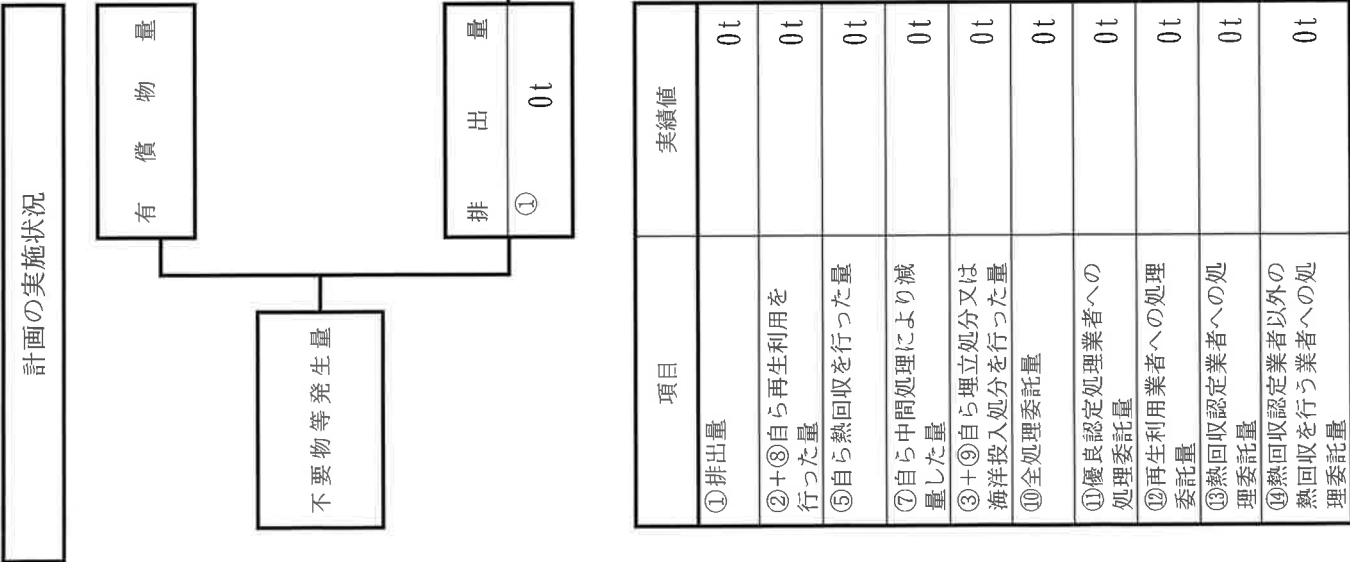 計画の実施状況
有償物量
不要物等発生量
排出量
①
0t
項目
実績値
①排出量
0t
②+⑧自ら再生利用を
行った量
0t
⑤自ら熱回収を行った量
0t
⑦自ら中間処理により減
量した量
0t
③+⑨自ら埋立処分又は
海洋投入処分を行った量
0t
⑩全処理委託量
0t
⑪優良認定処理業者への
処理委託量
0t
⑫再生利用業者への処理
委託量
0t
⑬熱回収認定業者への処
理委託量
0t
⑭熱回収認定業者以外の
熱回収を行う業者への処
理委託量
0t